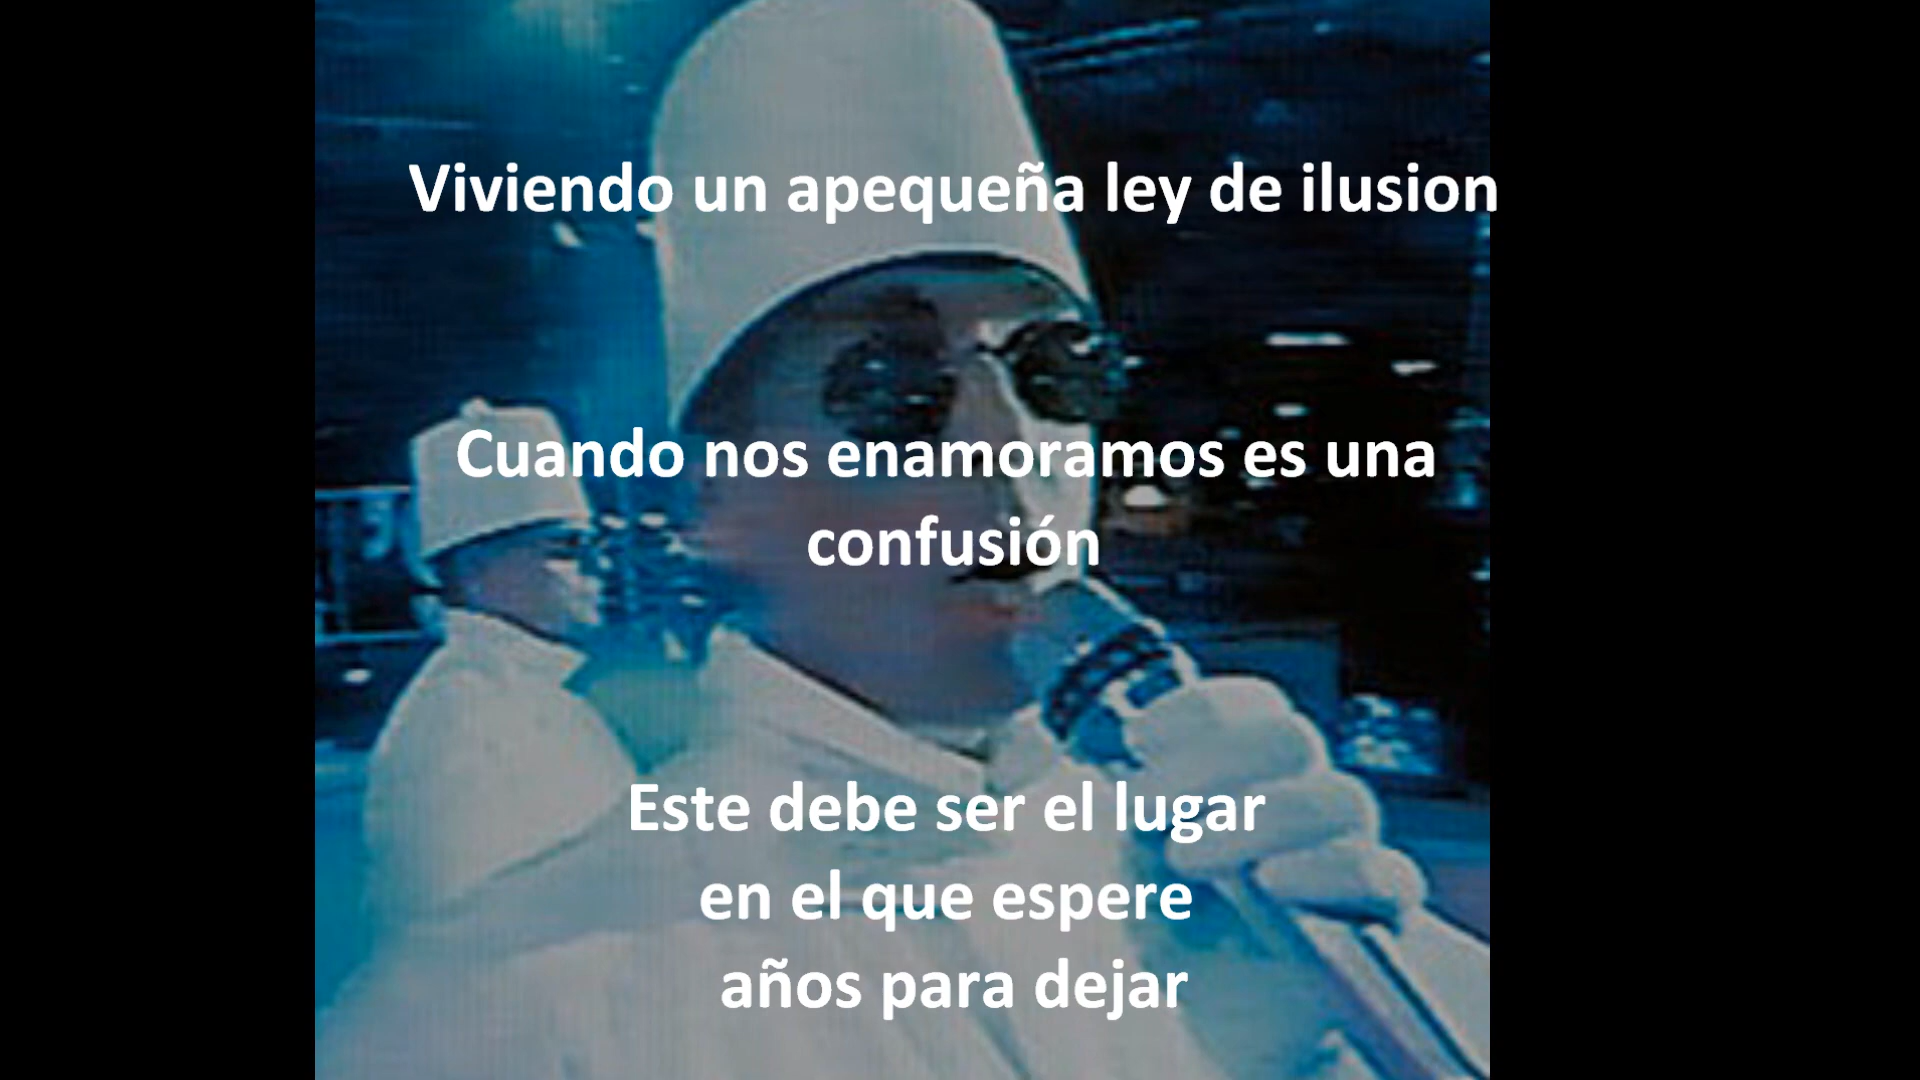 Viviendo un apequeña ley de ilusion
Cuando nos enamoramos es una
confusión
Este debe ser el lugar
en el que espere
años para dejar